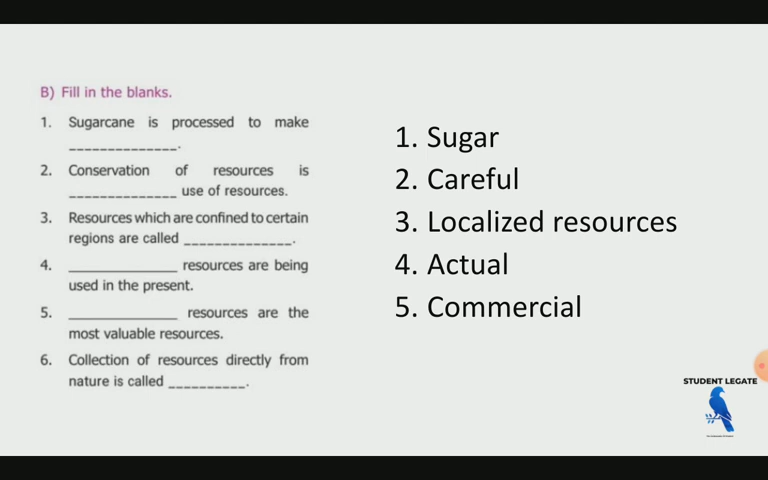 B) Fill in the blanks.
1. Sugarcane is processed to make
______________.
2. Conservation of resources is
______________ use of resources.
3. Resources which are confined to certain
regions are called ______________.
4. ______________ resources are being
used in the present.
5. ______________ resources are the
most valuable resources.
6. Collection of resources directly from
nature is called __________.
1. Sugar
2. Careful
3. Localized resources
4. Actual
5. Commercial
STUDENT LEGATE